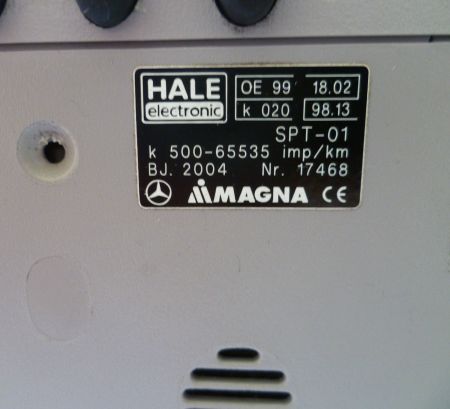 HALE electronic
OE 99 18.02
k 020 98.13
SPT-01
k 500-65535 imp/km
BJ. 2004 Nr. 17468
MAGNA CE